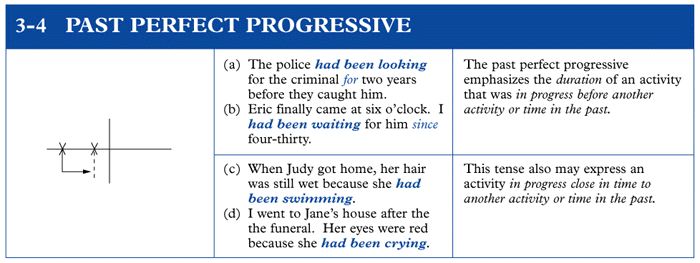 3-4 PAST PERFECT PROGRESSIVE
(a) The police had been looking
for the criminal for two years
before they caught him.
(b) Eric finally came at six o'clock. I
had been waiting for him since
four-thirty.
The past perfect progressive
emphasizes the duration of an activity
that was in progress before another
activity or time in the past.
(c) When Judy got home, her hair
was still wet because she had
been swimming.
(d) I went to Jane's house after the
the funeral. Her eyes were red
because she had been crying.
This tense also may express an
activity in progress close in time to
another activity or time in the past.